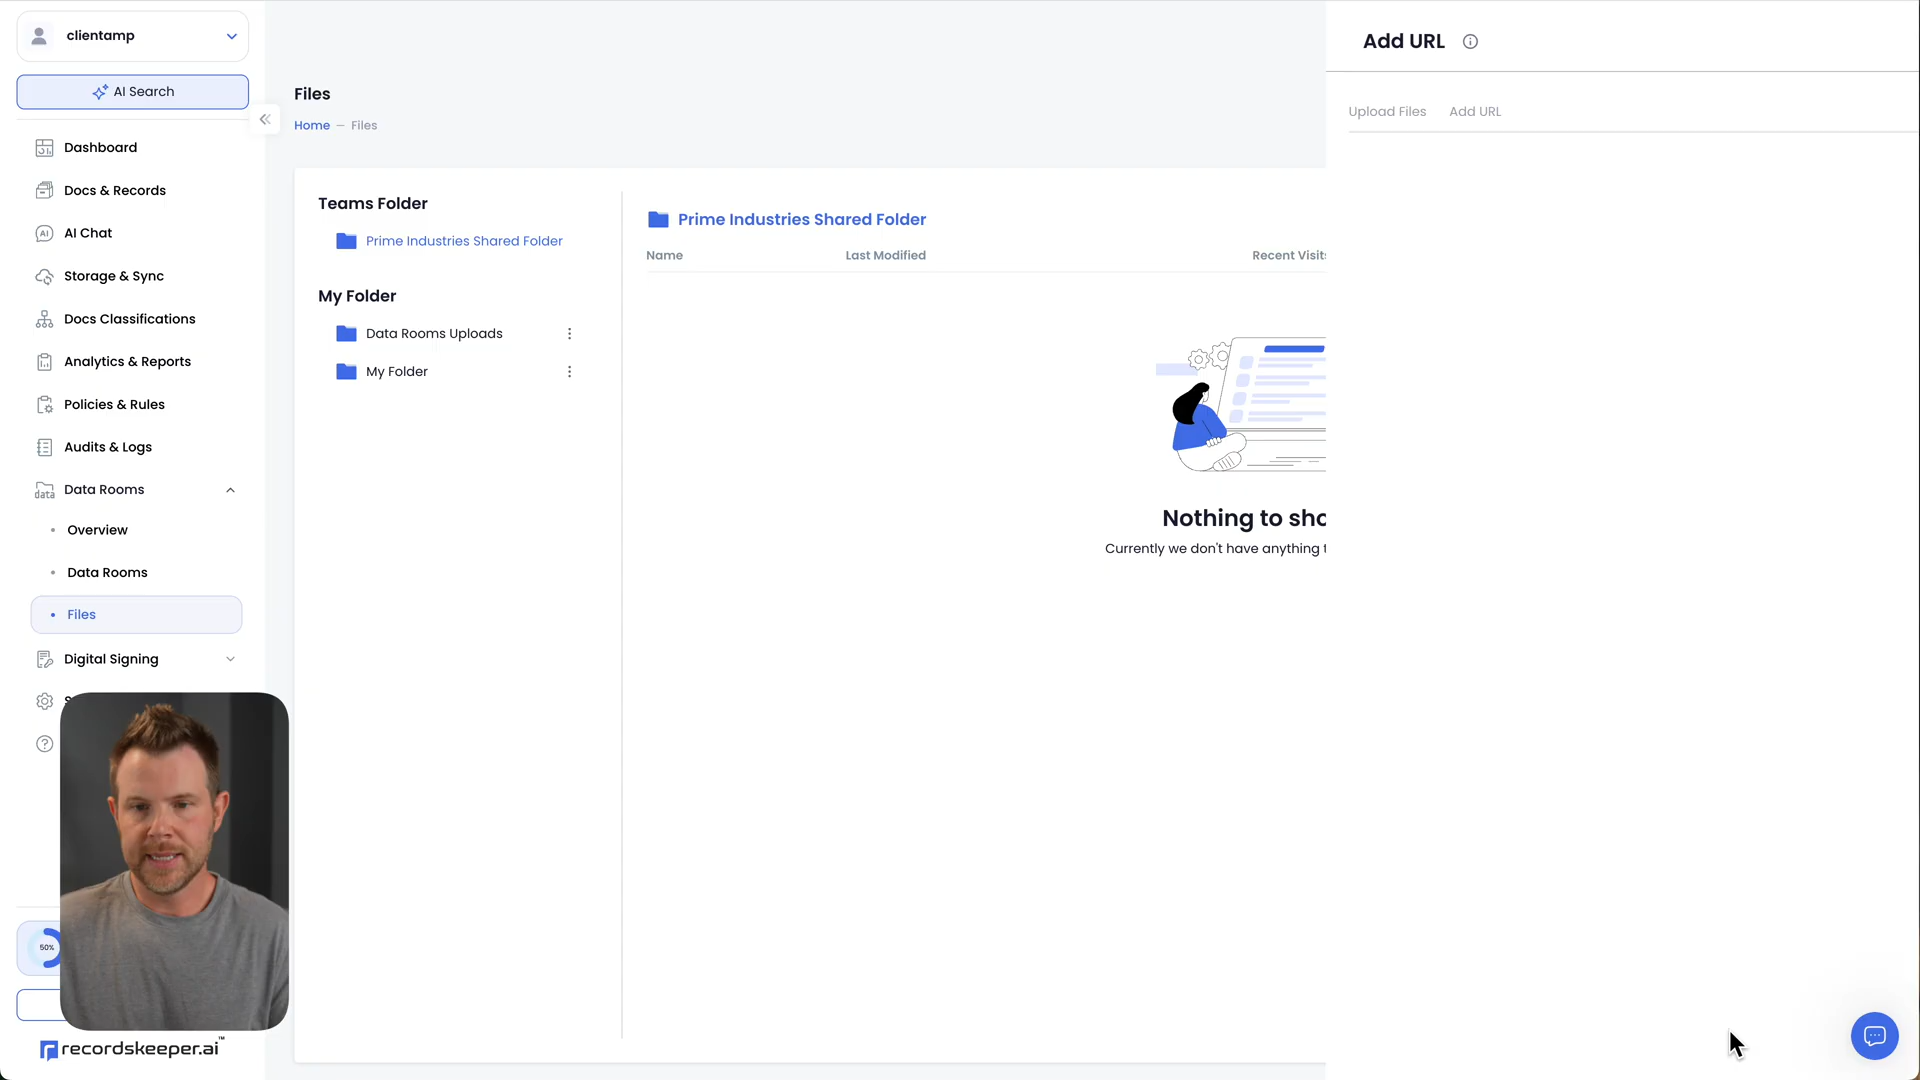 clientamp
AI Search
Dashboard
Docs & Records
AI Chat
Storage & Sync
Docs Classifications
Analytics & Reports
Policies & Rules
Audits & Logs
Data Rooms
Overview
Data Rooms
Files
Digital Signing
50%
recordskeeper.ai™
Files
Home — Files
Teams Folder
Prime Industries Shared Folder
My Folder
Data Rooms Uploads
My Folder
Prime Industries Shared Folder
Name Last Modified Recent Visits
Nothing to sho
Currently we don't have anything t
Add URL
Upload Files Add URL